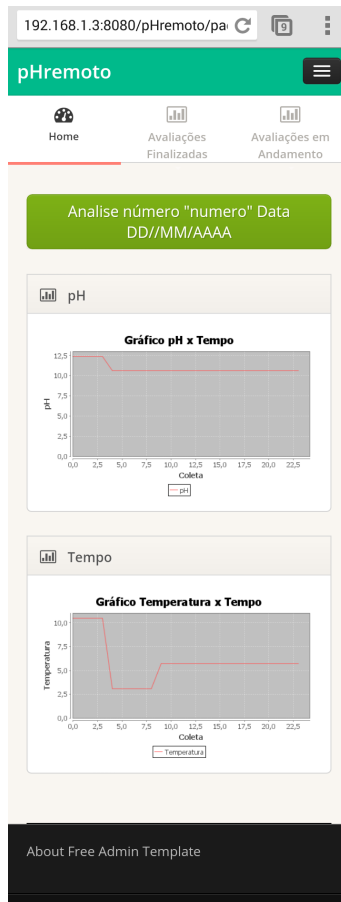 192.168.1.3:8080/pHremoto/pa
9
pHremoto
Home
Avaliações
Finalizadas
Avaliações em
Andamento
Analise número "numero" Data
DD//MM/AAAA
pH
Gráfico pH x Tempo
12,5
10,0
7,5
5,0
2,5
0,0
pH
0,0 2,5 5,0 7,5 10,0 12,5 15,0 17,5 20,0 22,5
Coleta
pH
Tempo
Gráfico Temperatura x Tempo
10,0
7,5
5,0
2,5
0,0
Temperatura
0,0 2,5 5,0 7,5 10,0 12,5 15,0 17,5 20,0 22,5
Coleta
Temperatura
About Free Admin Template